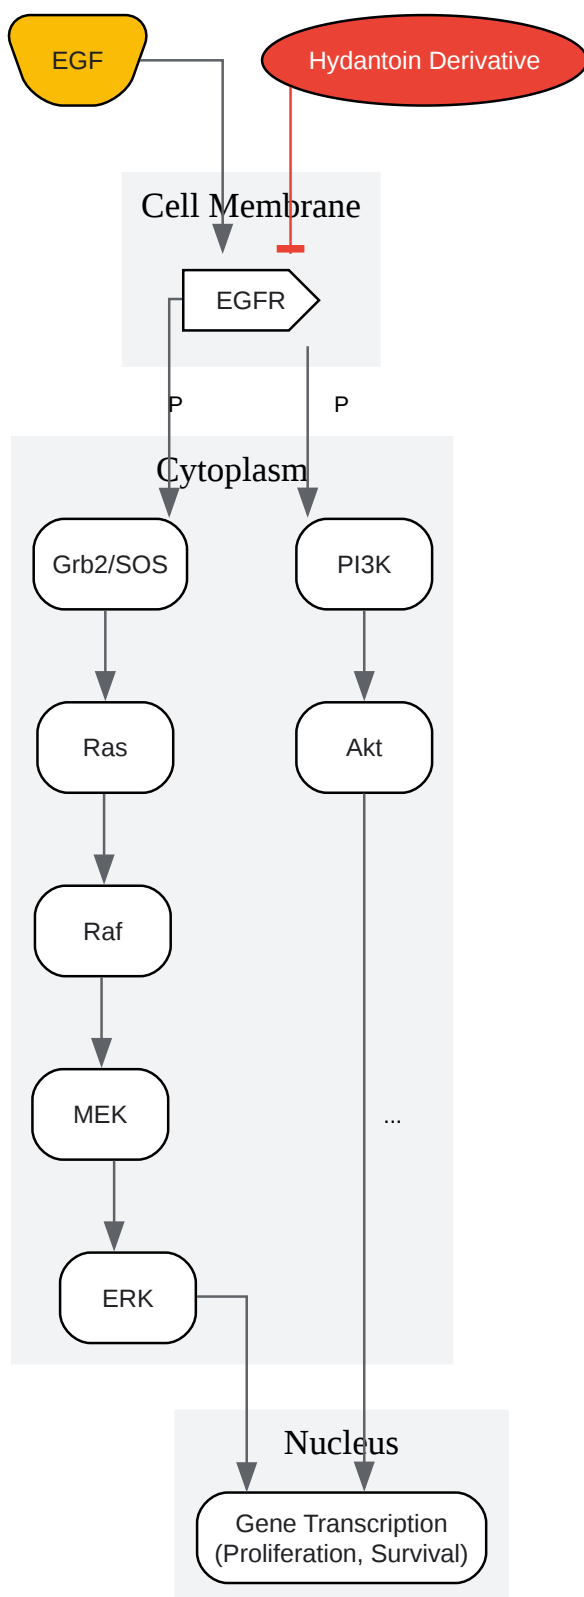 EGF
Hydantoin Derivative
Cell Membrane
EGFR
P
P
Cytoplasm
Grb2/SOS
PI3K
Ras
Akt
Raf
MEK
...
ERK
Nucleus
Gene Transcription
(Proliferation, Survival)